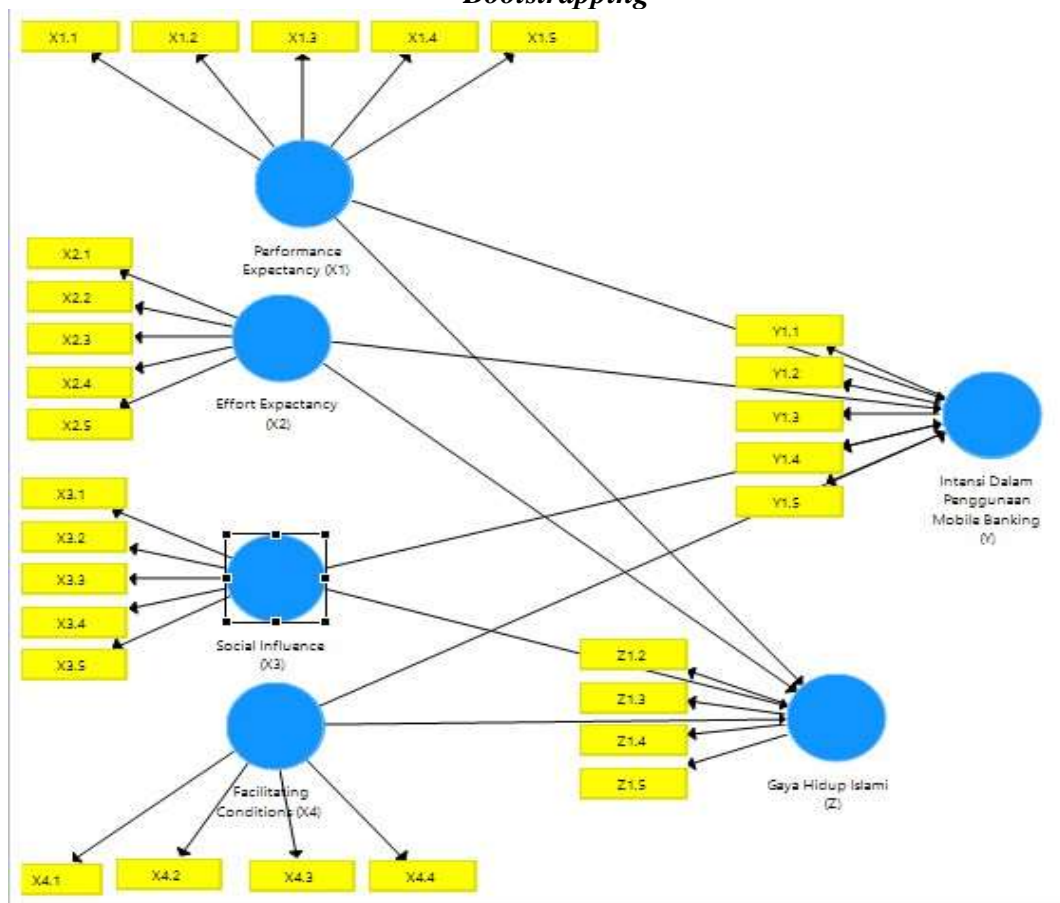 Bootstrapping
X1.1
X1.2
X1.3
X1.4
X1.5
Performance
Expectancy (X1)
X2.1
X2.2
X2.3
X2.4
X2.5
Effort Expectancy
(X2)
Y1.1
Y1.2
Y1.3
Y1.4
Y1.5
Intensi Dalam
Penggunaan
Mobile Banking
(Y)
X3.1
X3.2
X3.3
X3.4
X3.5
Social Influence
(X3)
Z1.2
Z1.3
Z1.4
Z1.5
Gaya Hidup Islami
(Z)
Facilitating
Conditions (X4)
X4.1
X4.2
X4.3
X4.4